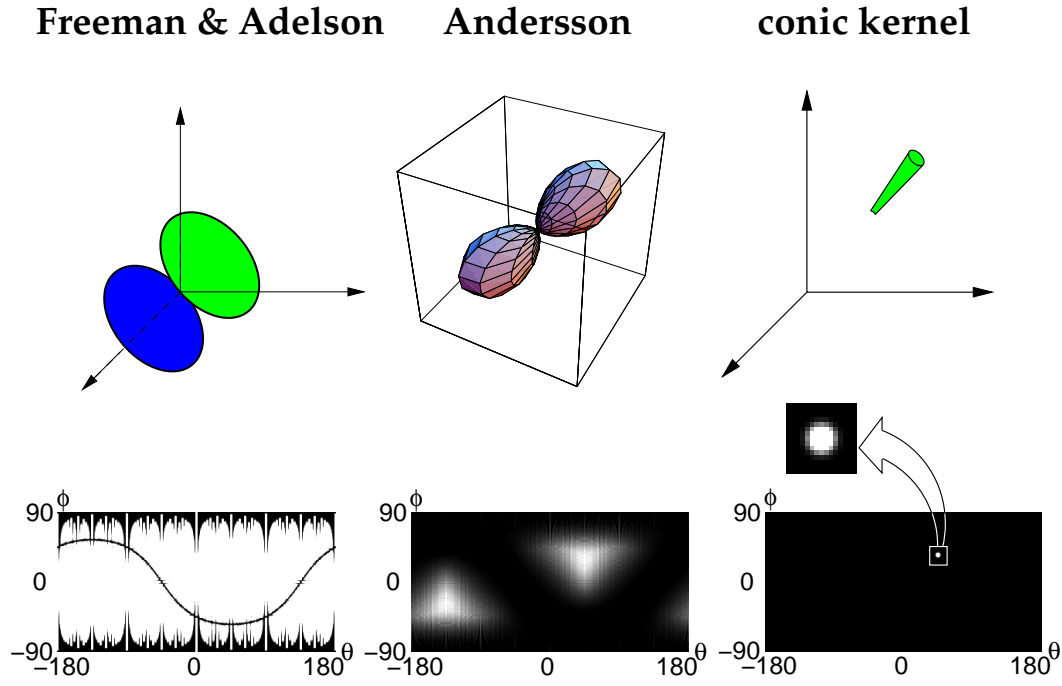 Freeman & Adelson Andersson conic kernel
ϕ ϕ ϕ
90 90 90
0 0 0
−90 −90 −90
θ θ θ
−180 0 180 −180 0 180 −180 0 180